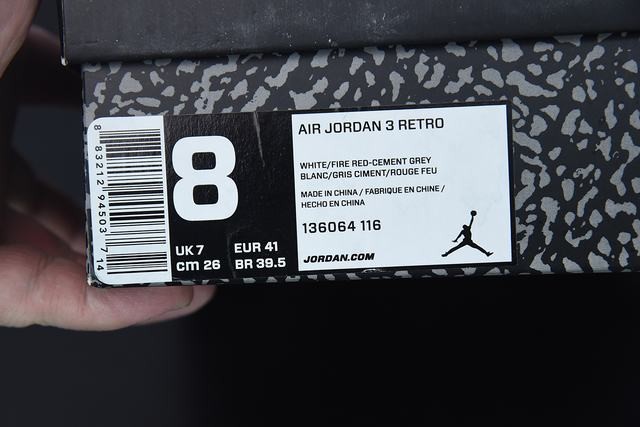 8 83212 94503 7 14
8
UK 7 EUR 41
cm 26 BR 39.5
AIR JORDAN 3 RETRO
WHITE/FIRE RED-CEMENT GREY
BLANC/GRIS CIMENT/ROUGE FEU
MADE IN CHINA / FABRIQUE EN CHINE /
HECHO EN CHINA
136064 116
JORDAN.COM